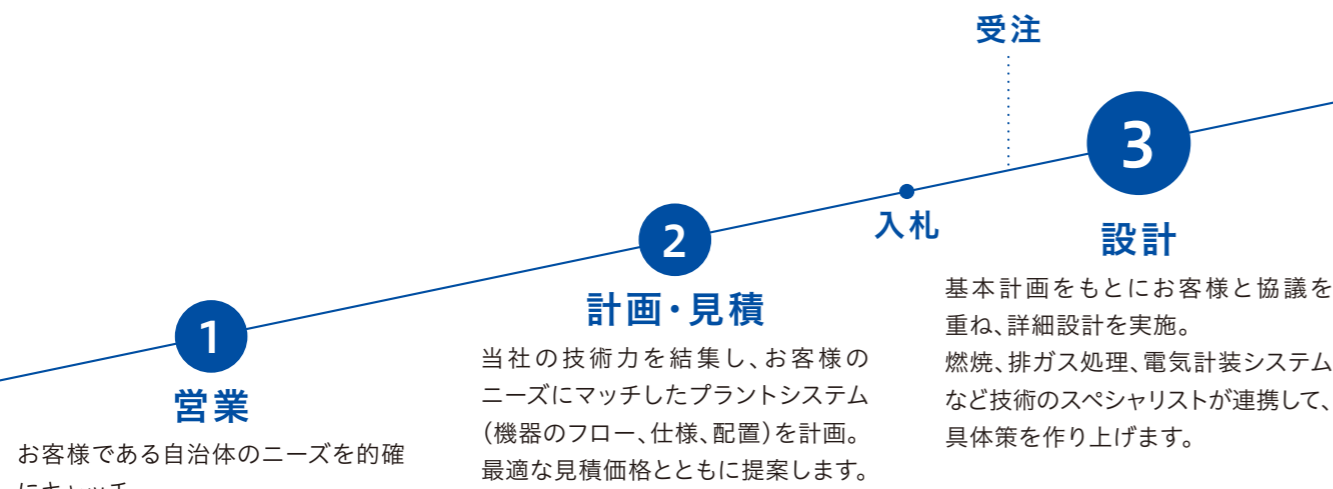 1
営業
お客様である自治体のニーズを的確
にキャッチ
2
計画・見積
当社の技術力を結集し、お客様の
ニーズにマッチしたプラントシステム
（機器のフロー、仕様、配置）を計画。
最適な見積価格とともに提案します。
入札
受注
3
設計
基本計画をもとにお客様と協議を
重ね、詳細設計を実施。
燃焼、排ガス処理、電気計装システム
など技術のスペシャリストが連携して、
具体策を作り上げます。